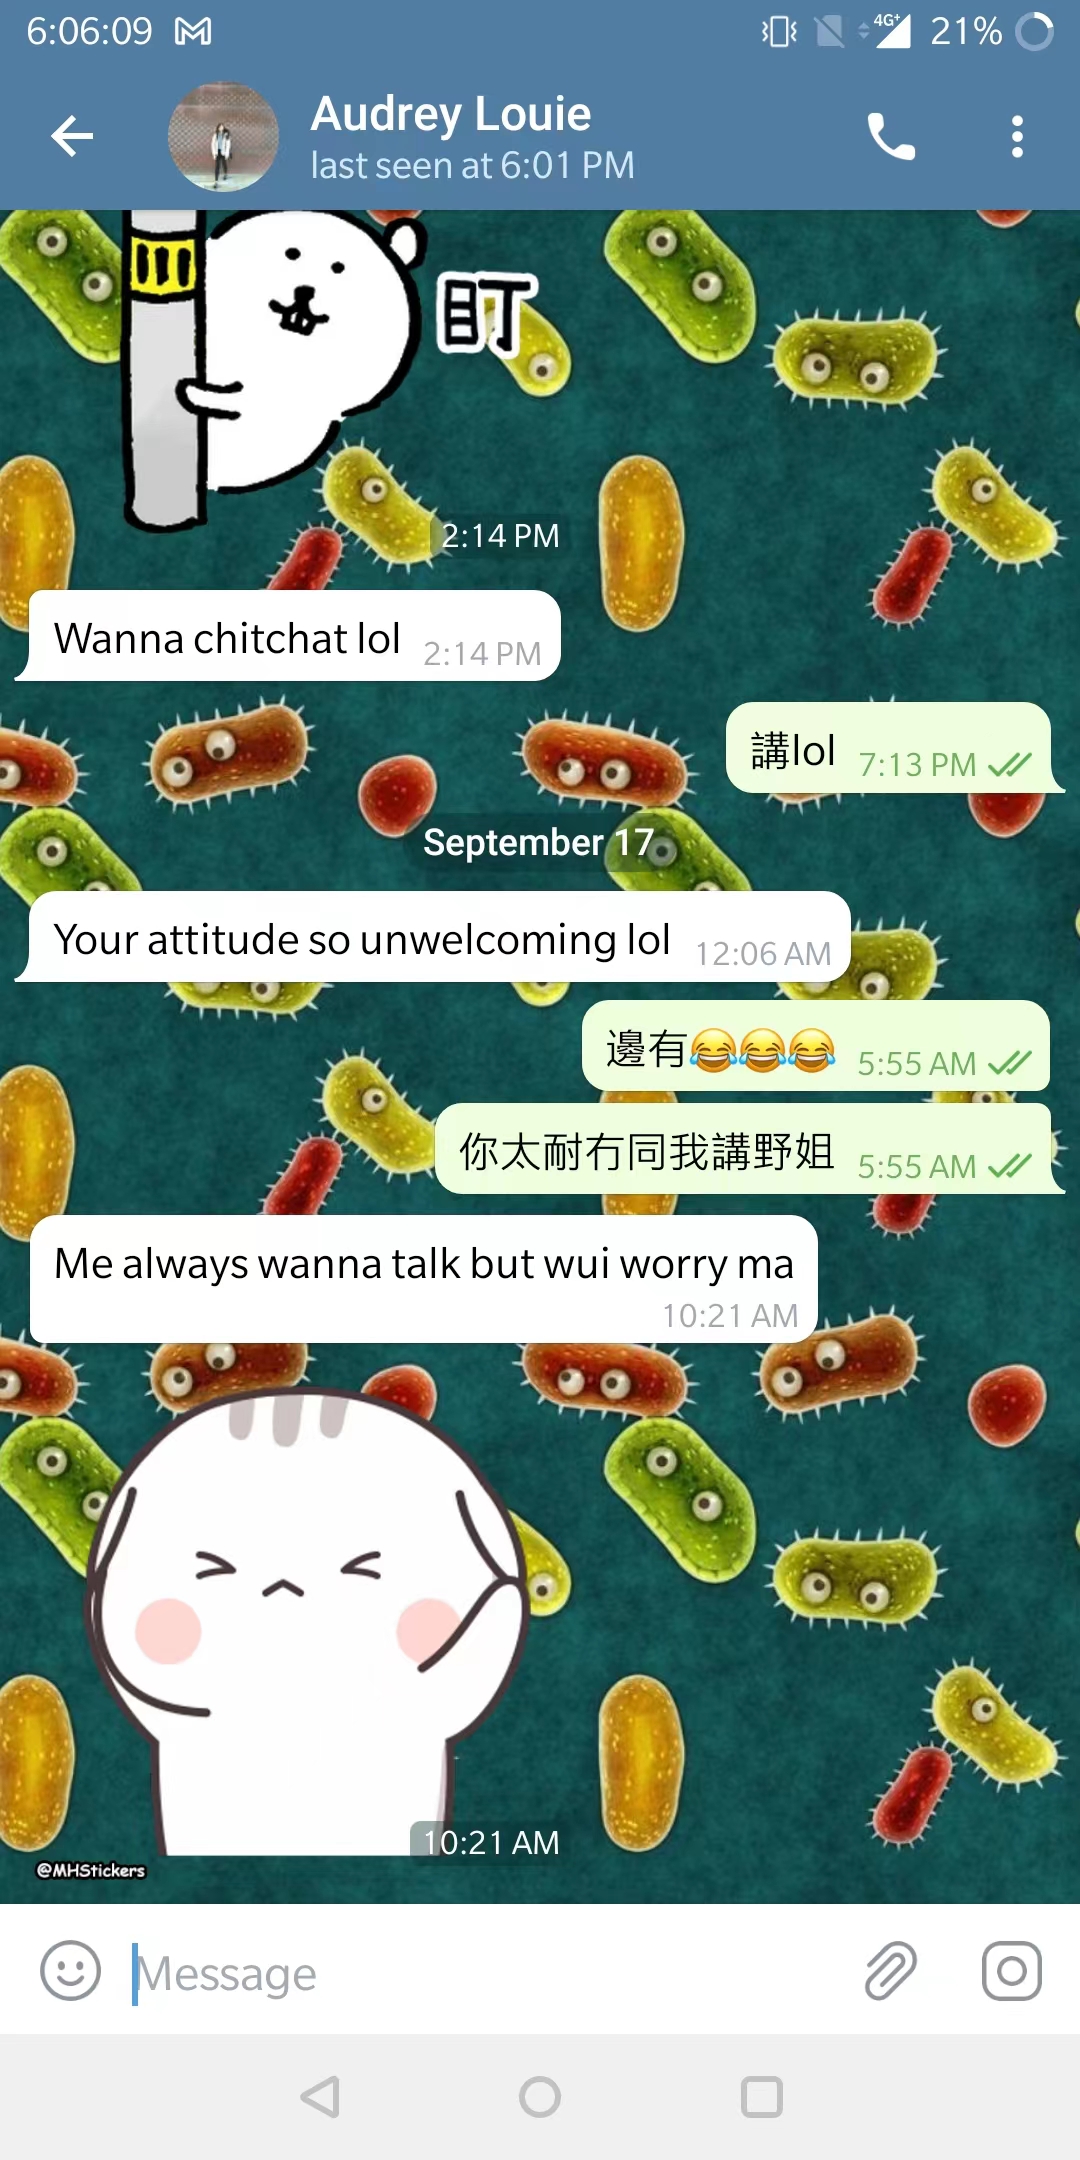 6:06:09
4G+
21%
Audrey Louie
last seen at 6:01 PM
盯
2:14 PM
Wanna chitchat lol 2:14 PM
講lol 7:13 PM
September 17
Your attitude so unwelcoming lol 12:06 AM
邊有😂😂😂 5:55 AM
你太耐冇同我講野姐 5:55 AM
Me always wanna talk but wui worry ma
10:21 AM
10:21 AM
@MHStickers
Message